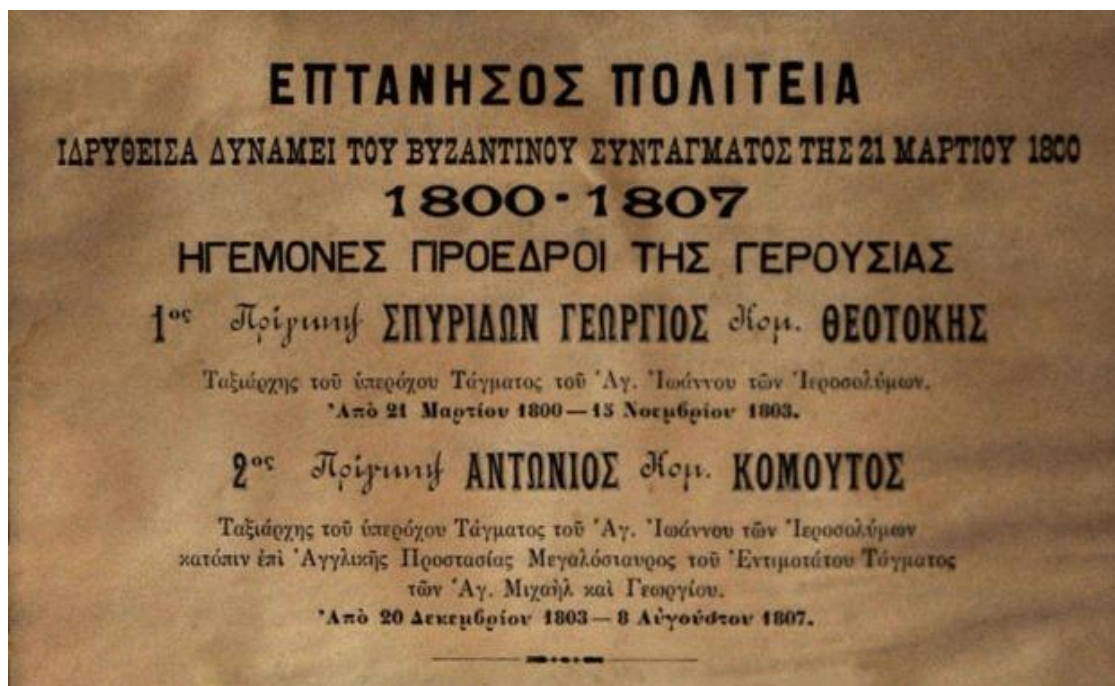 ΕΠΤΑΝΗΣΟΣ ΠΟΛΙΤΕΙΑ
ΙΔΡΥΘΕΙΣΑ ΔΥΝΑΜΕΙ ΤΟΥ ΒΥΖΑΝΤΙΝΟΥ ΣΥΝΤΑΓΜΑΤΟΣ ΤΗΣ 21 ΜΑРΤΙΟΥ 1800
1800-1807
ΗΓΕΜΟΝΕΣ ΠΡΟΕΔΡΟΙ ΤΗΣ ΓΕΡΟΥΣΙΑΣ
1ος Πρίγκηψ ΣΠΥΡΙΔΩΝ ΓΕΩΡΓΙΟΣ Κομ. ΘΕΟΤΟΚΗΣ
Ταξιάρχης τοῦ ὑπερόχου Τάγματος τοῦ Ἁγ. Ἰωάννου τῶν Ἱεροσολύμων.
Ἀπὸ 21 Μαρτίου 1800 — 15 Νοεμβρίου 1803.
2ος Πρίγκηψ ΑΝΤΩΝΙΟΣ Κομ. ΚΟΜΟΥΤΟΣ
Ταξιάρχης τοῦ ὑπερόχου Τάγματος τοῦ Ἁγ. Ἰωάννου τῶν Ἱεροσολύμων
κατόπιν ἐπὶ Ἀγγλικῆς Προστασίας Μεγαλόσταυρος τοῦ Ἐντιμοτάτου Τάγματος
τῶν Ἁγ. Μιχαὴλ καὶ Γεωργίου.
Ἀπὸ 20 Δεκεμβρίου 1803 — 8 Αὐγούστου 1807.